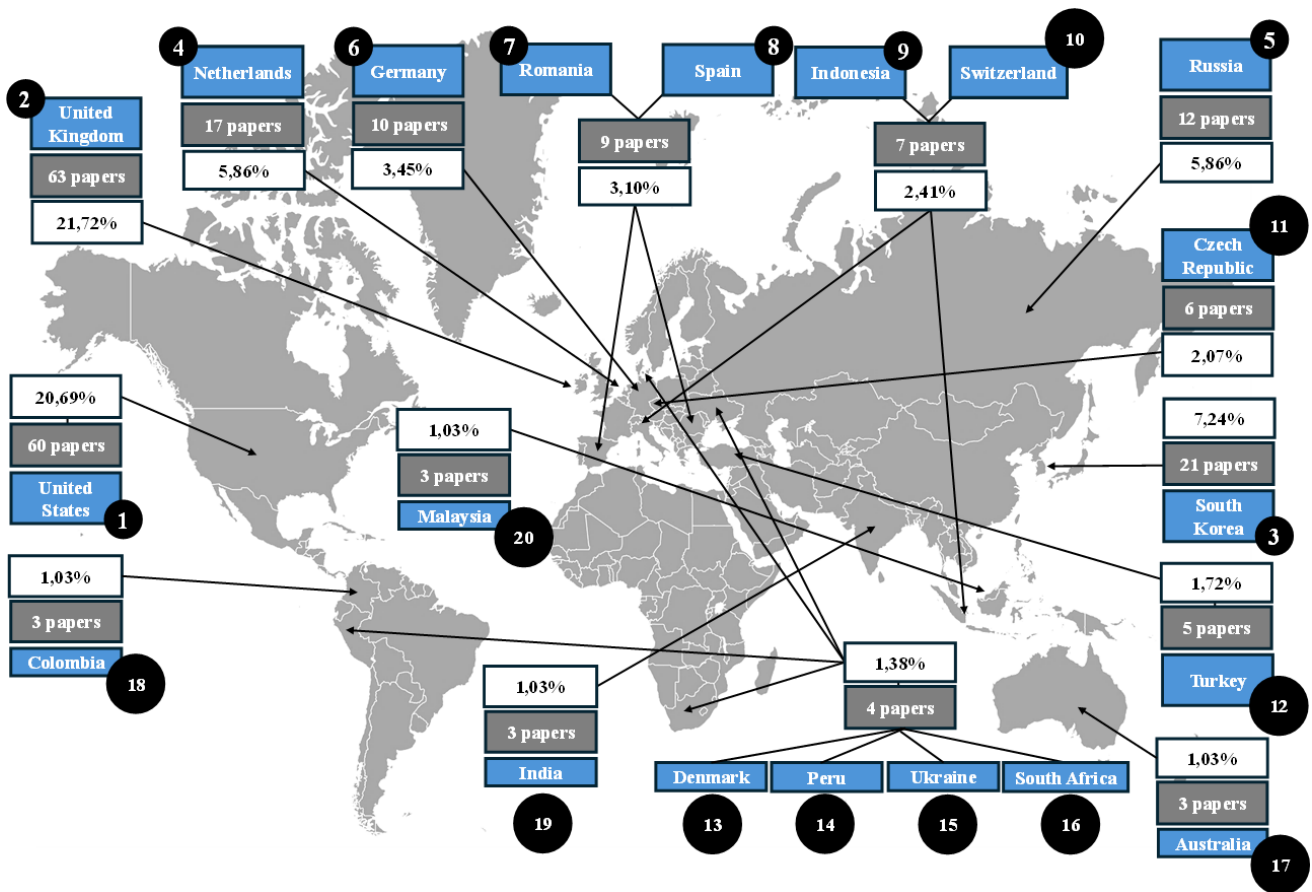 4
Netherlands
17 papers
5,86%
6
Germany
10 papers
3,45%
7
Romania
8
Spain
9 papers
3,10%
9
Indonesia
10
Switzerland
7 papers
2,41%
5
Russia
12 papers
5,86%
2
United
Kingdom
63 papers
21,72%
11
Czech
Republic
6 papers
2,07%
20,69%
60 papers
United
States
1
1,03%
3 papers
Malaysia
20
7,24%
21 papers
South
Korea
3
1,03%
3 papers
Colombia
18
1,72%
5 papers
Turkey
12
1,03%
3 papers
India
19
1,38%
4 papers
Denmark
Peru
Ukraine
South Africa
13
14
15
16
1,03%
3 papers
Australia
17